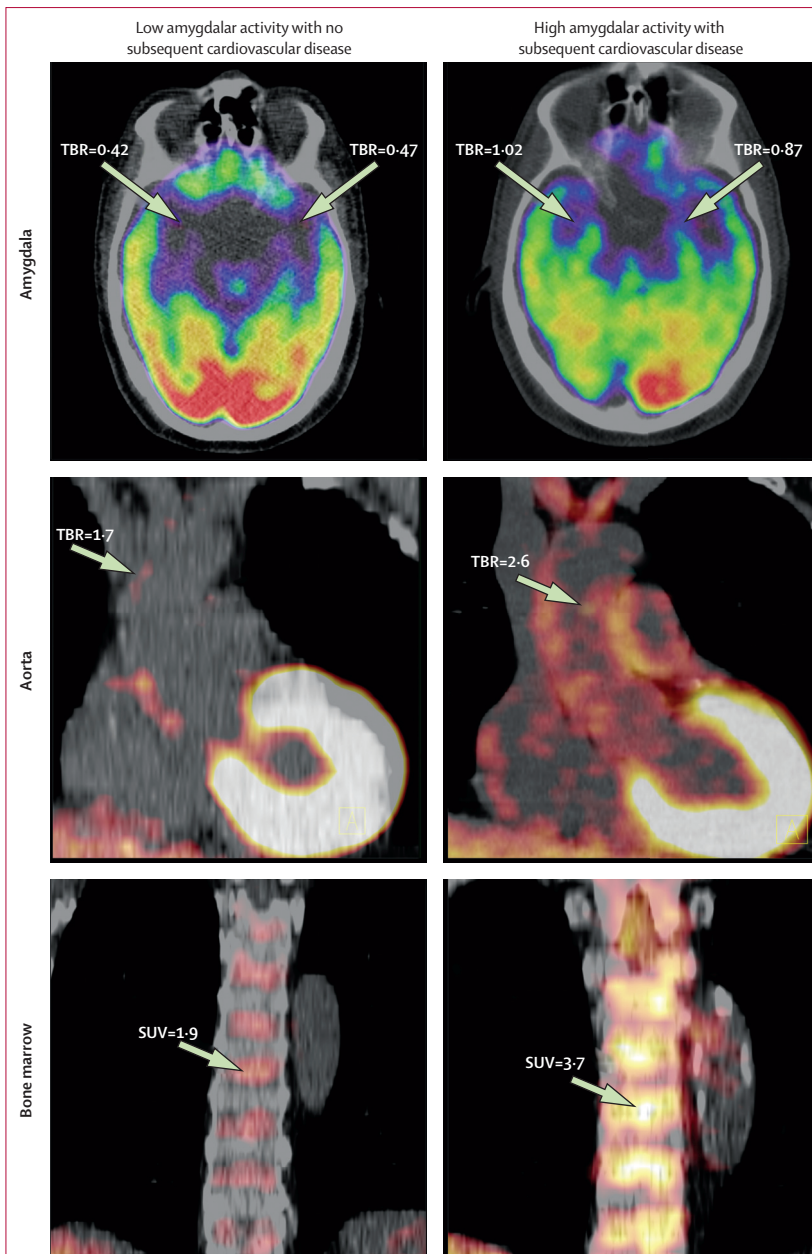 Low amygdalar activity with no
subsequent cardiovascular disease
High amygdalar activity with
subsequent cardiovascular disease
Amygdala
TBR=0·42
TBR=0·47
TBR=1·02
TBR=0·87
Aorta
TBR=1·7
TBR=2·6
A
A
Bone marrow
SUV=1·9
SUV=3·7